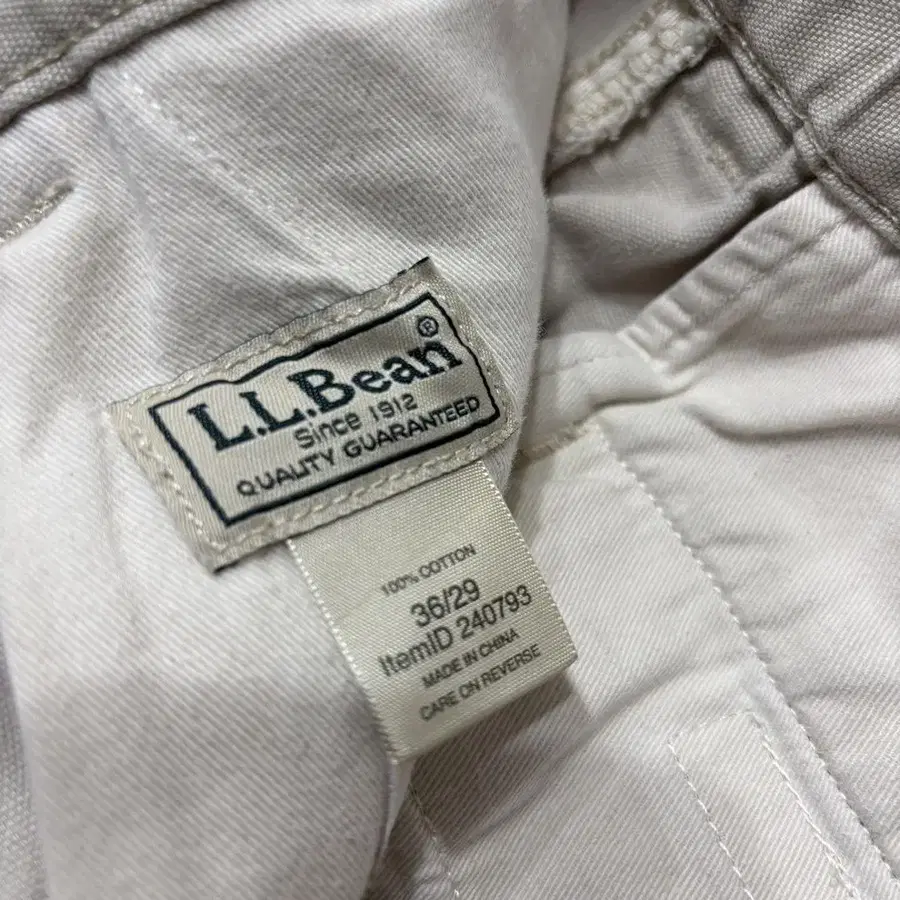 L.L.Bean®
Since 1912
QUALITY GUARANTEED
100% COTTON
36/29
ItemID 240793
MADE IN CHINA
CARE ON REVERSE